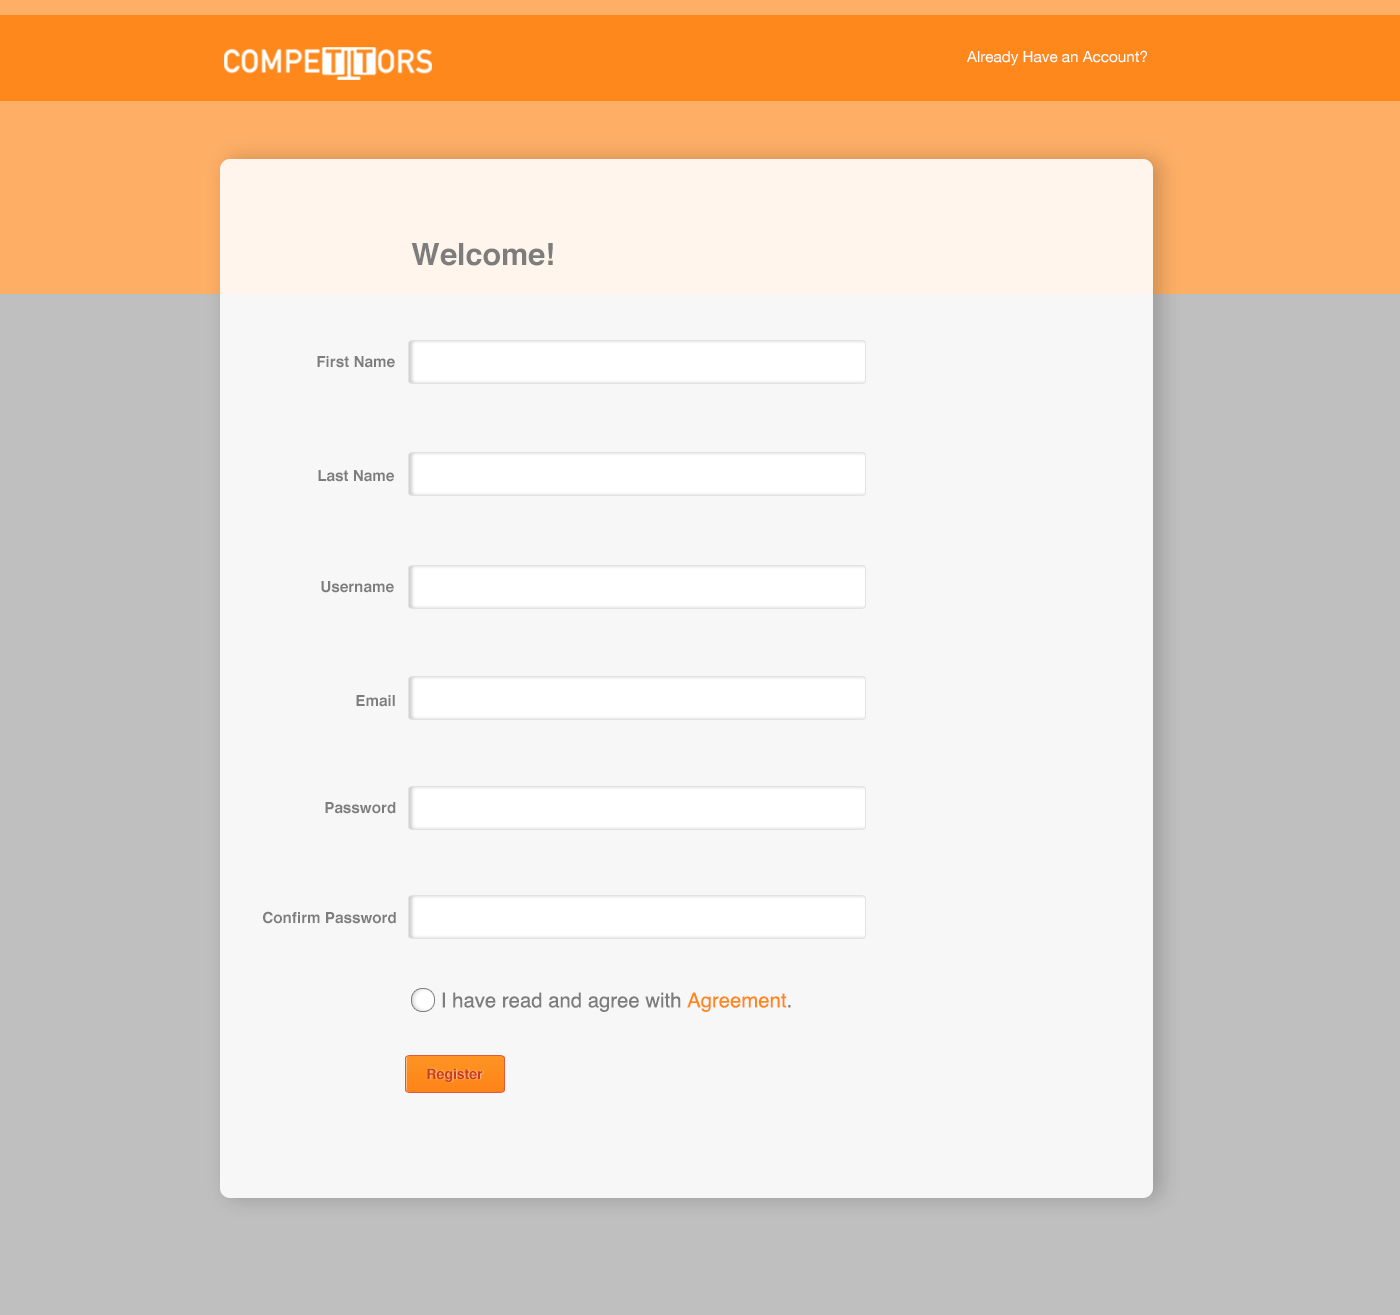 COMPETITORS
Already Have an Account?
Welcome!
First Name
Last Name
Username
Email
Password
Confirm Password
I have read and agree with Agreement.
Register